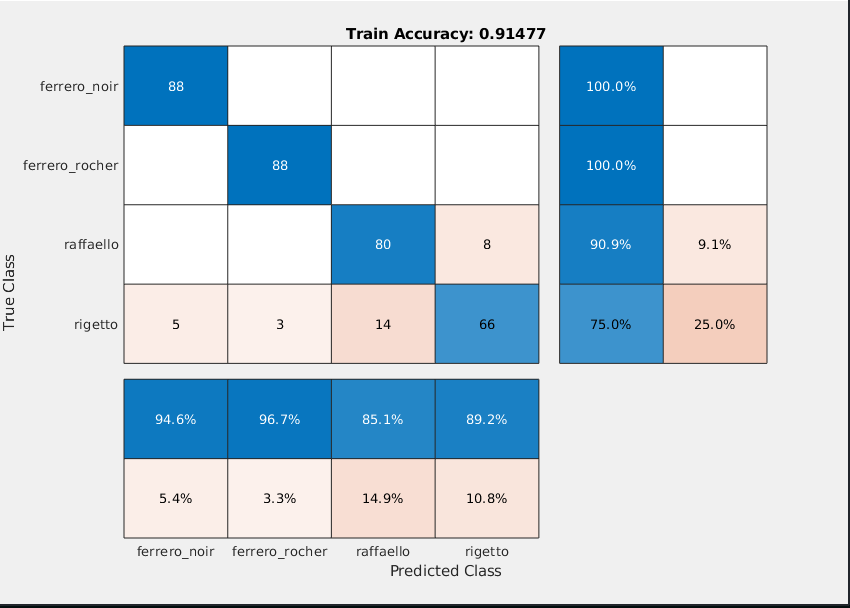 Train Accuracy: 0.91477
ferrero_noir 88 100.0%
ferrero_rocher 88 100.0%
raffaello 80 8 90.9% 9.1%
rigetto 5 3 14 66 75.0% 25.0%
True Class
94.6% 96.7% 85.1% 89.2%
5.4% 3.3% 14.9% 10.8%
ferrero_noir ferrero_rocher raffaello rigetto
Predicted Class